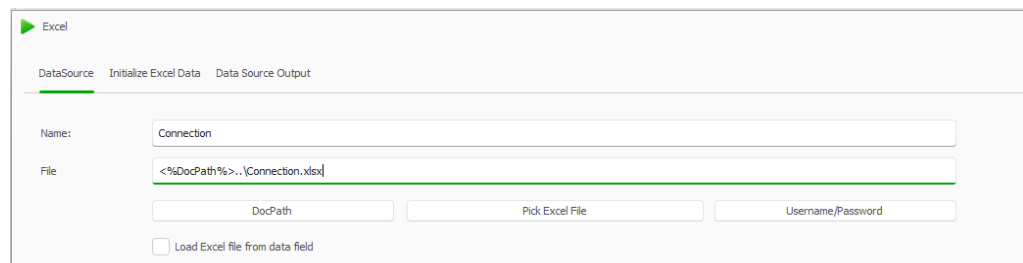 Excel
DataSource Initialize Excel Data Data Source Output
Name: Connection
File <%DocPath%>..\Connection.xlsx
DocPath Pick Excel File Username/Password
Load Excel file from data field